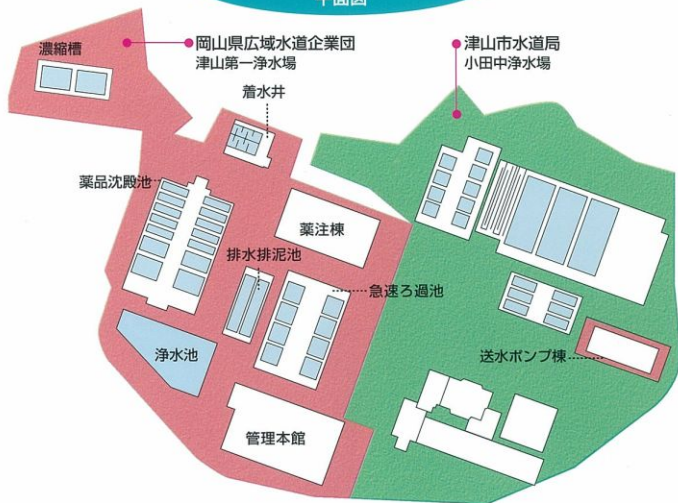 平面図
岡山県広域水道企業団
津山第一浄水場
津山市水道局
小田中浄水場
濃縮槽
着水井
薬品沈殿池
薬注棟
排水排泥池
急速ろ過池
浄水池
送水ポンプ棟
管理本館